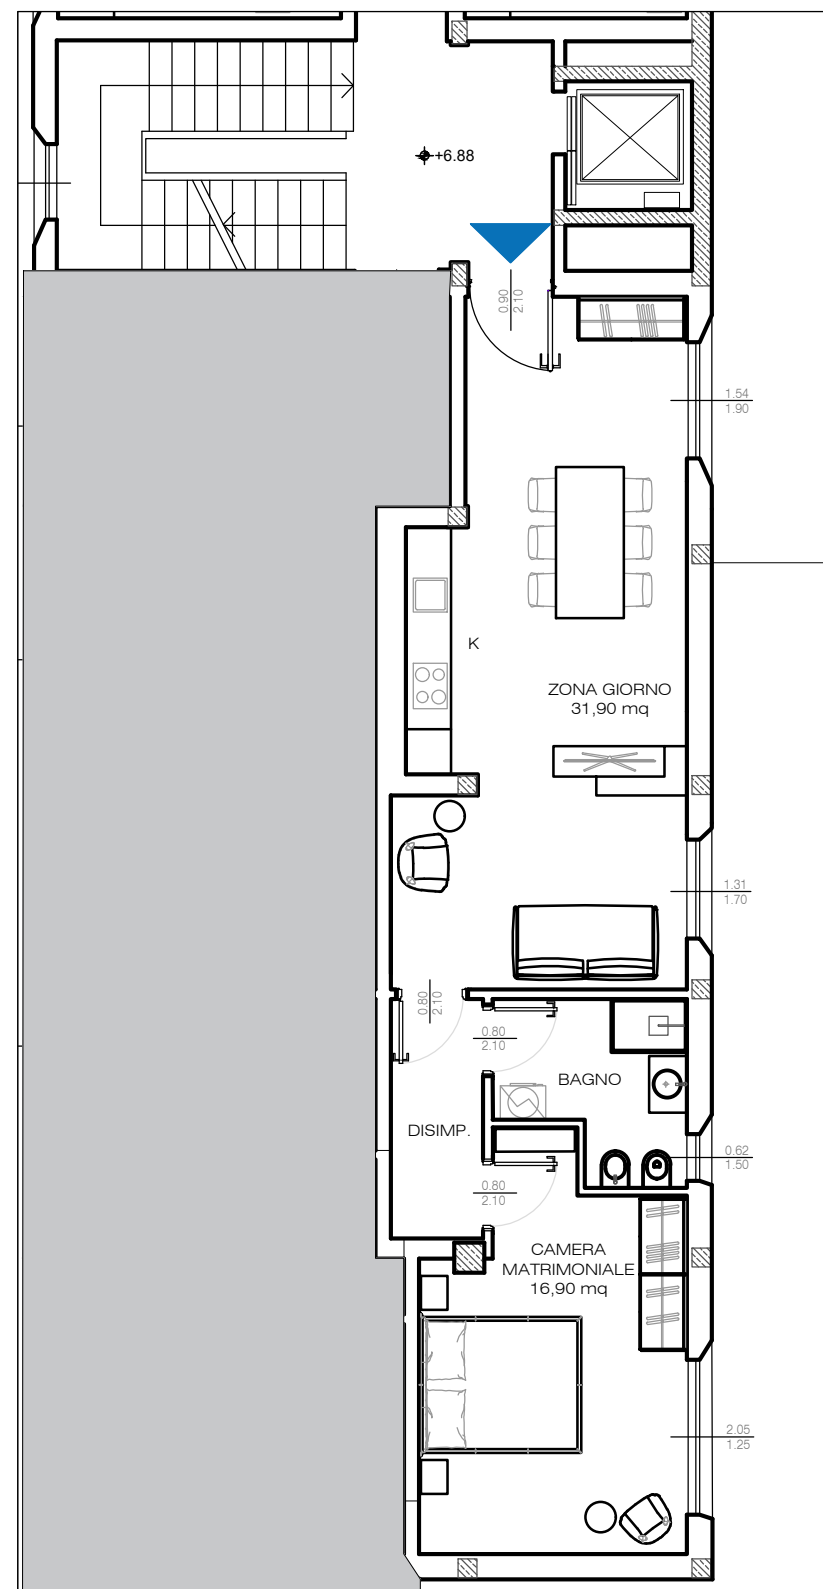 +6.88
0.90
2.10
1.54
1.90
K
ZONA GIORNO
31,90 mq
1.31
1.70
0.80
2.10
0.80
2.10
BAGNO
DISIMP.
0.62
1.50
0.80
2.10
CAMERA
MATRIMONIALE
16,90 mq
2.05
1.25